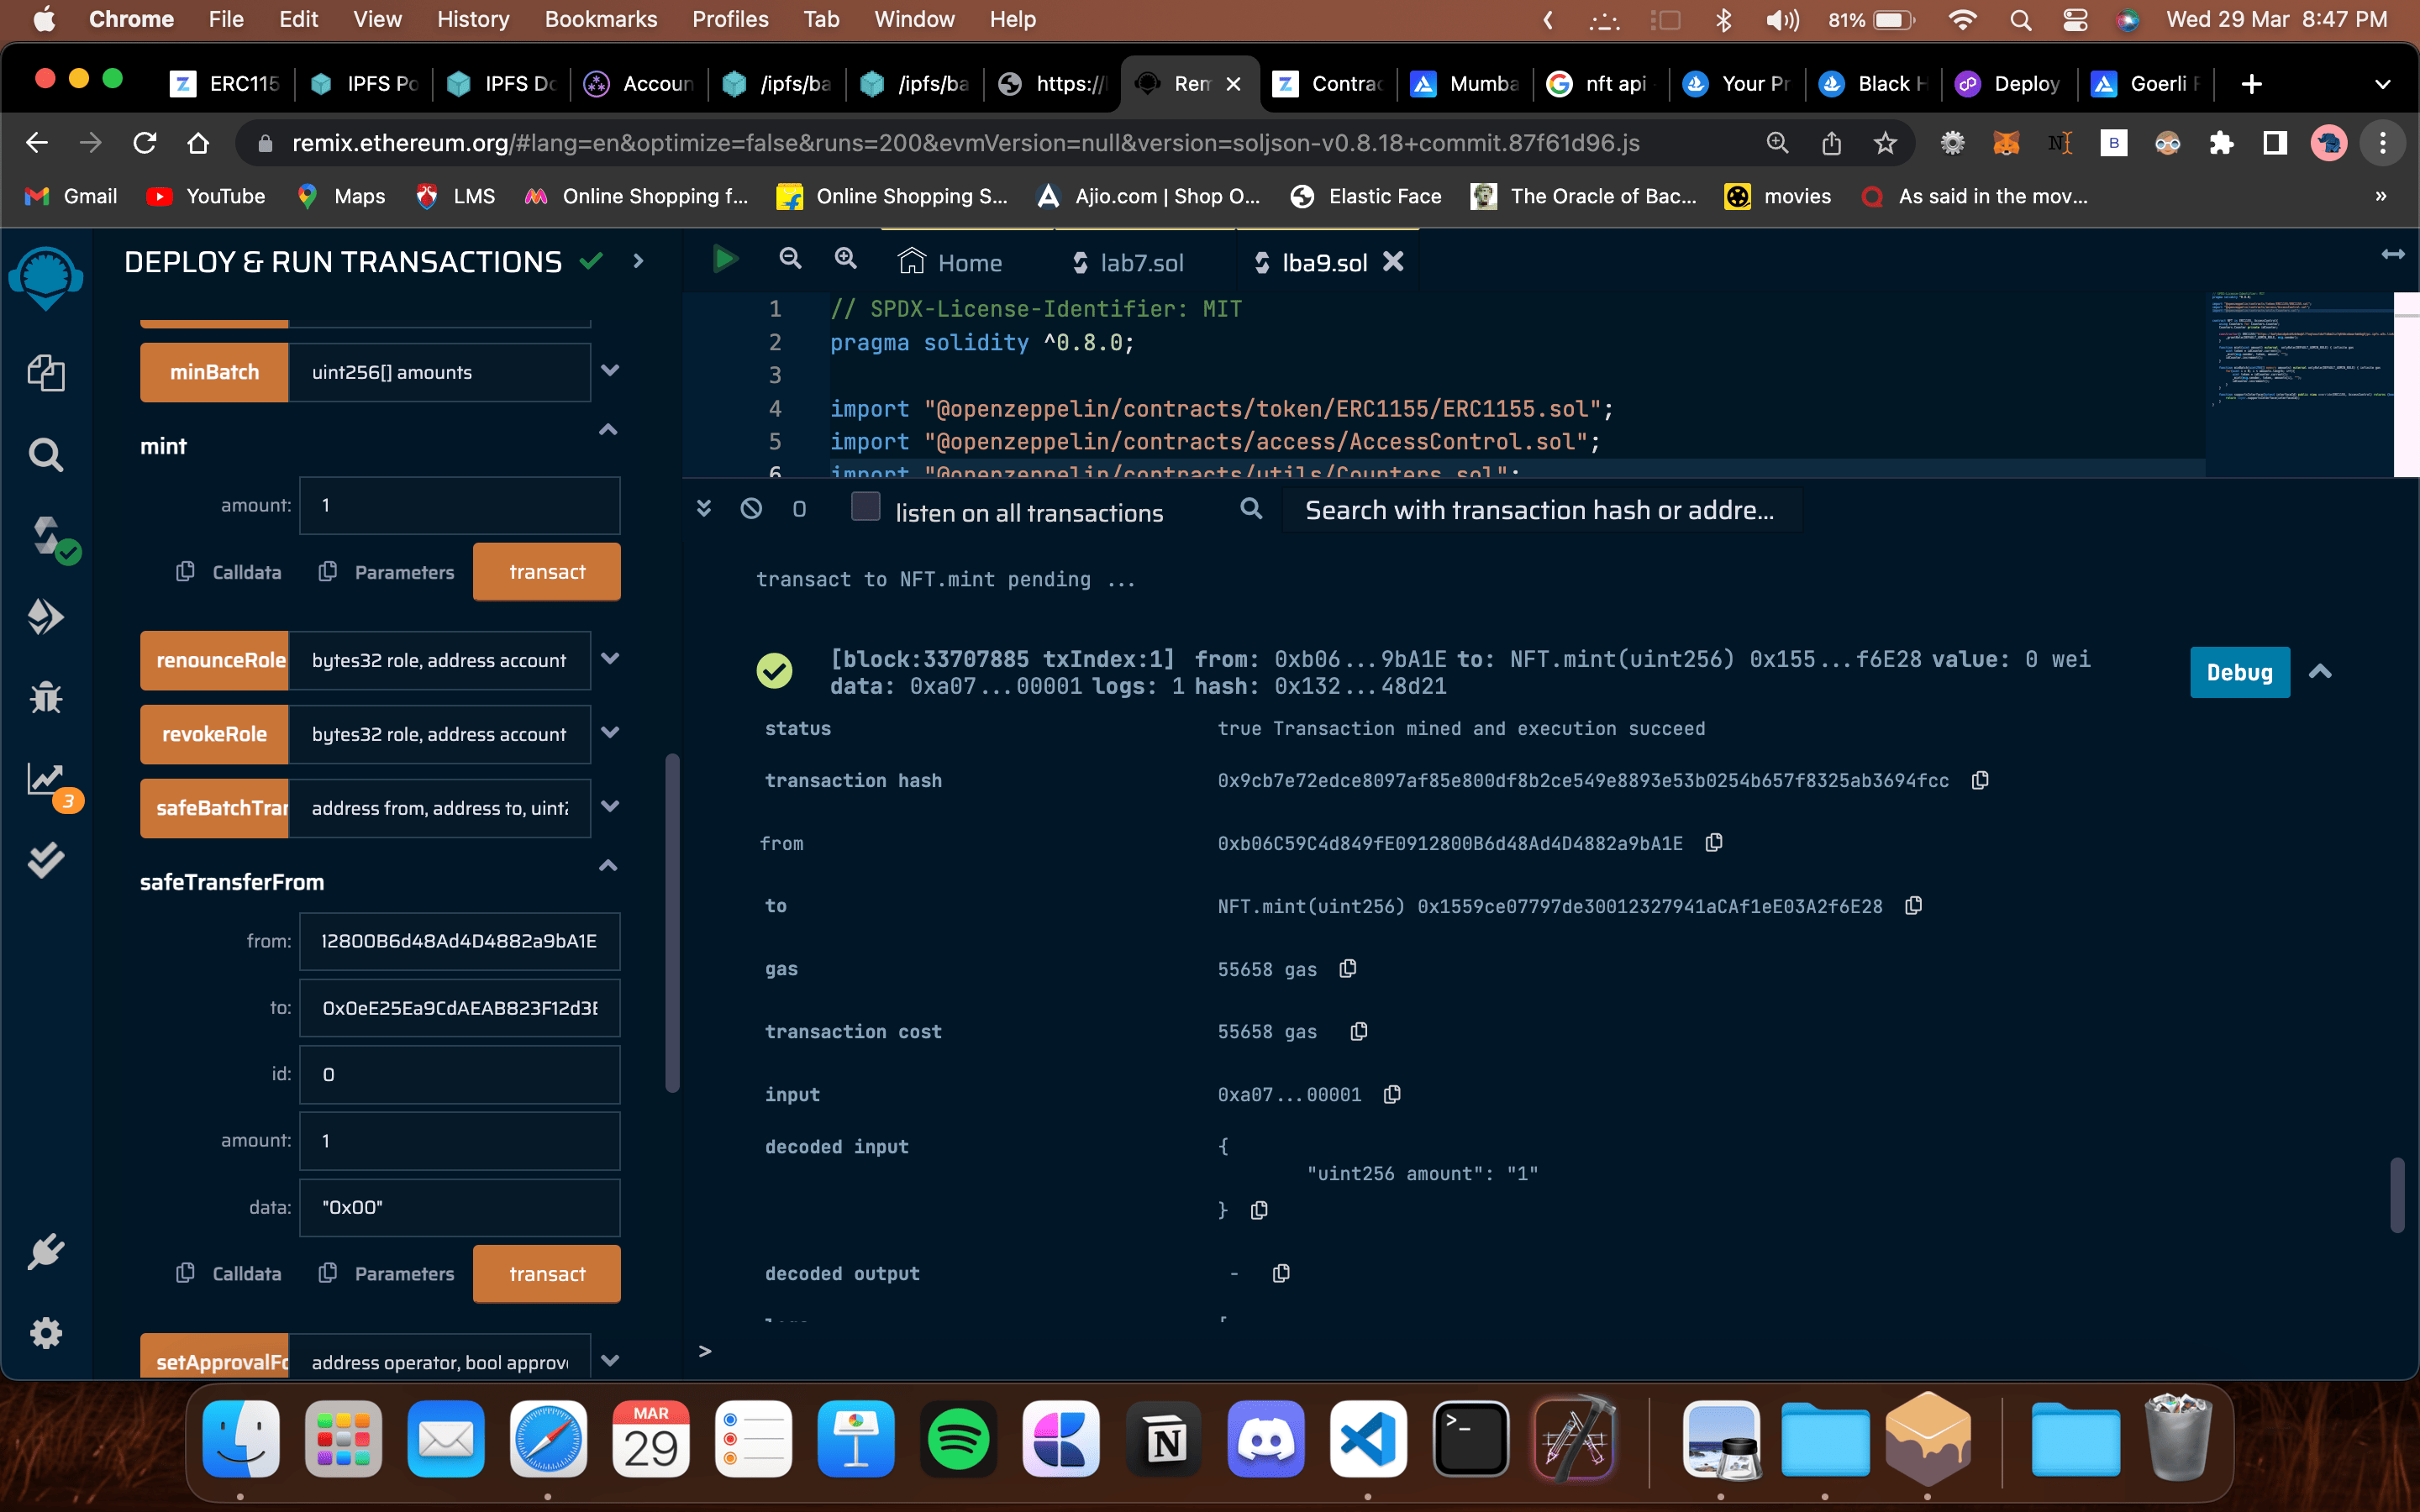 Chrome File Edit View History Bookmarks Profiles Tab Window Help 81% Wed 29 Mar 8:47 PM
ERC115 IPFS Po IPFS Do Accoun /ipfs/ba /ipfs/ba https:// Rem Contrac Mumba nft api Your Pr Black H Deploy Goerli F
remix.ethereum.org/#lang=en&optimize=false&runs=200&evmVersion=null&version=soljson-v0.8.18+commit.87f61d96.js
Gmail YouTube Maps LMS Online Shopping f... Online Shopping S... Ajio.com | Shop O... Elastic Face The Oracle of Bac... movies As said in the mov... »
DEPLOY & RUN TRANSACTIONS
minBatch uint256[] amounts
mint
amount: 1
Calldata Parameters transact
renounceRole bytes32 role, address account
revokeRole bytes32 role, address account
safeBatchTran address from, address to, uint2
3
safeTransferFrom
from: 12800B6d48Ad4D4882a9bA1E
to: 0x0eE25Ea9CdAEAB823F12d3E
id: 0
amount: 1
data: "0x00"
Calldata Parameters transact
setApprovalFo address operator, bool approve
Home lab7.sol lba9.sol
1 // SPDX-License-Identifier: MIT
2 pragma solidity ^0.8.0;
3
4 import "@openzeppelin/contracts/token/ERC1155/ERC1155.sol";
5 import "@openzeppelin/contracts/access/AccessControl.sol";
6 import "@openzeppelin/contracts/utils/Counters.sol";
0 listen on all transactions Search with transaction hash or addre...
transact to NFT.mint pending ...
[block:33707885 txIndex:1] from: 0xb06...9bA1E to: NFT.mint(uint256) 0x155...f6E28 value: 0 wei
data: 0xa07...00001 logs: 1 hash: 0x132...48d21
Debug
status true Transaction mined and execution succeed
transaction hash 0x9cb7e72edce8097af85e800df8b2ce549e8893e53b0254b657f8325ab3694fcc
from 0xb06C59C4d849fE0912800B6d48Ad4D4882a9bA1E
to NFT.mint(uint256) 0x1559ce07797de30012327941aCAf1eE03A2f6E28
gas 55658 gas
transaction cost 55658 gas
input 0xa07...00001
decoded input {
"uint256 amount": "1"
}
decoded output -
>
MAR
29